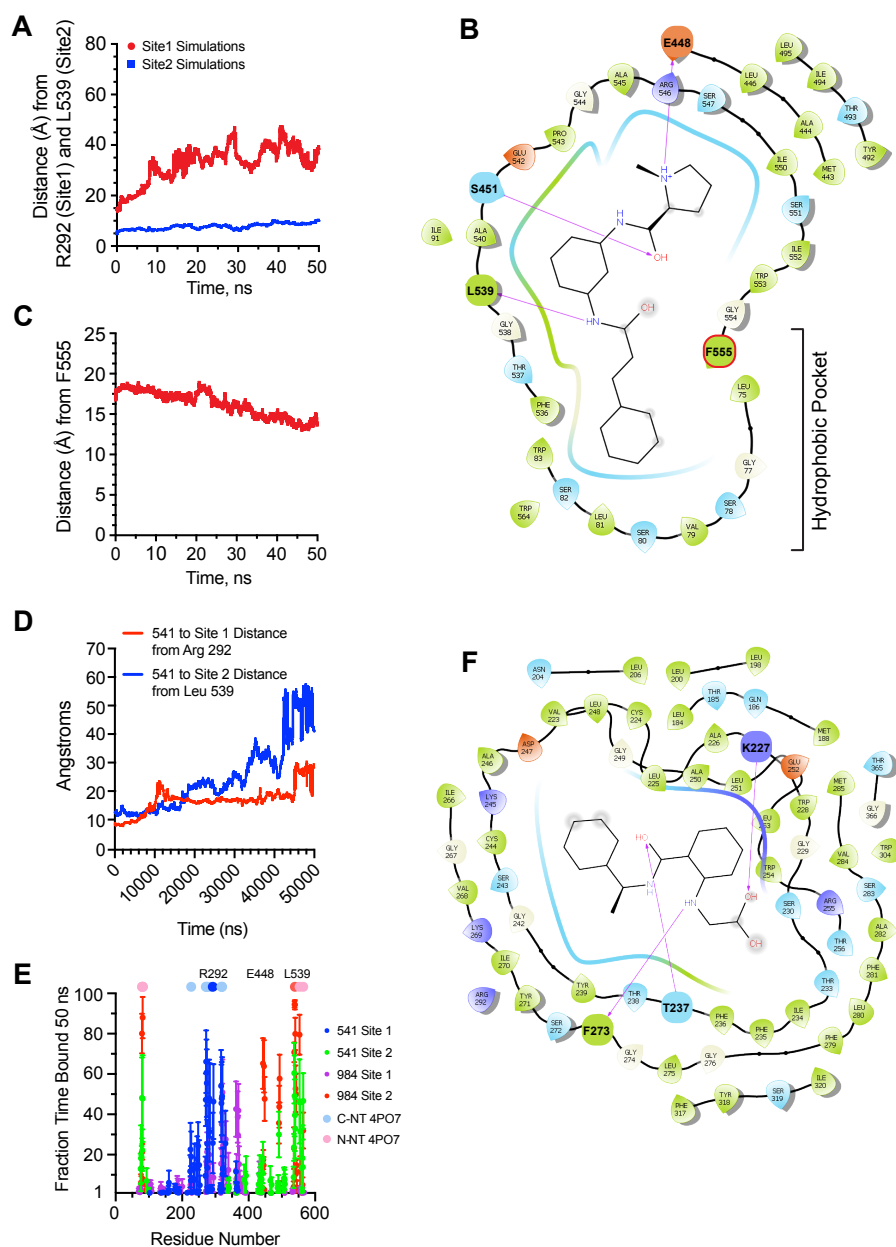 A
80
60
40
20
0
0 10 20 30 40 50
Time, ns
Distance (Å) from
R292 (Site1) and L539 (Site2)
Site1 Simulations
Site2 Simulations
B
E448
LEU 495
ILE 494
THR 493
TYR 492
LEU 446
ALA 444
MET 443
ALA 545
ARG 546
SER 547
GLY 544
PRO 543
GLU 542
S451
ILE 550
SER 551
ILE 552
TRP 553
GLY 554
F555
ILE 91
ALA 540
L539
GLY 538
THR 537
PHE 536
TRP 83
SER 82
TRP 564
LEU 81
SER 80
VAL 79
SER 78
GLY 77
LEU 75
H
N+
NH
OH
OH
NH
Hydrophobic Pocket
C
25
20
15
10
5
0
0 10 20 30 40 50
Time, ns
Distance (Å) from F555
D
541 to Site 1 Distance
from Arg 292
541 to Site 2 Distance
from Leu 539
70
60
50
40
30
20
10
0
0 10000 20000 30000 40000 50000
Time (ns)
Angstroms
E
R292 E448 L539
100
80
60
40
20
1
0 200 400 600
Residue Number
Fraction Time Bound 50 ns
541 Site 1
541 Site 2
984 Site 1
984 Site 2
C-NT 4PO7
N-NT 4PO7
F
ASN 204
LEU 206
LEU 200
LEU 198
THR 185
GLN 186
LEU 184
MET 188
VAL 223
LEU 248
CYS 224
ASP 247
GLY 249
ALA 226
K227
GLU 252
ALA 246
LEU 225
ALA 250
LEU 251
MET 285
THR 365
GLY 366
ILE 266
LYS 245
TRP 228
GLY 267
CYS 244
GLY 229
VAL 284
TRP 304
VAL 268
SER 243
TRP 254
SER 283
LYS 269
GLY 242
SER 230
ARG 255
ALA 282
ILE 270
THR 256
PHE 281
ARG 292
TYR 271
TYR 239
THR 238
T237
THR 233
LEU 280
SER 272
F273
PHE 236
PHE 235
ILE 234
PHE 279
GLY 274
LEU 275
GLY 276
PHE 317
TYR 318
SER 319
ILE 320
HO
NH
NH
OH
OH